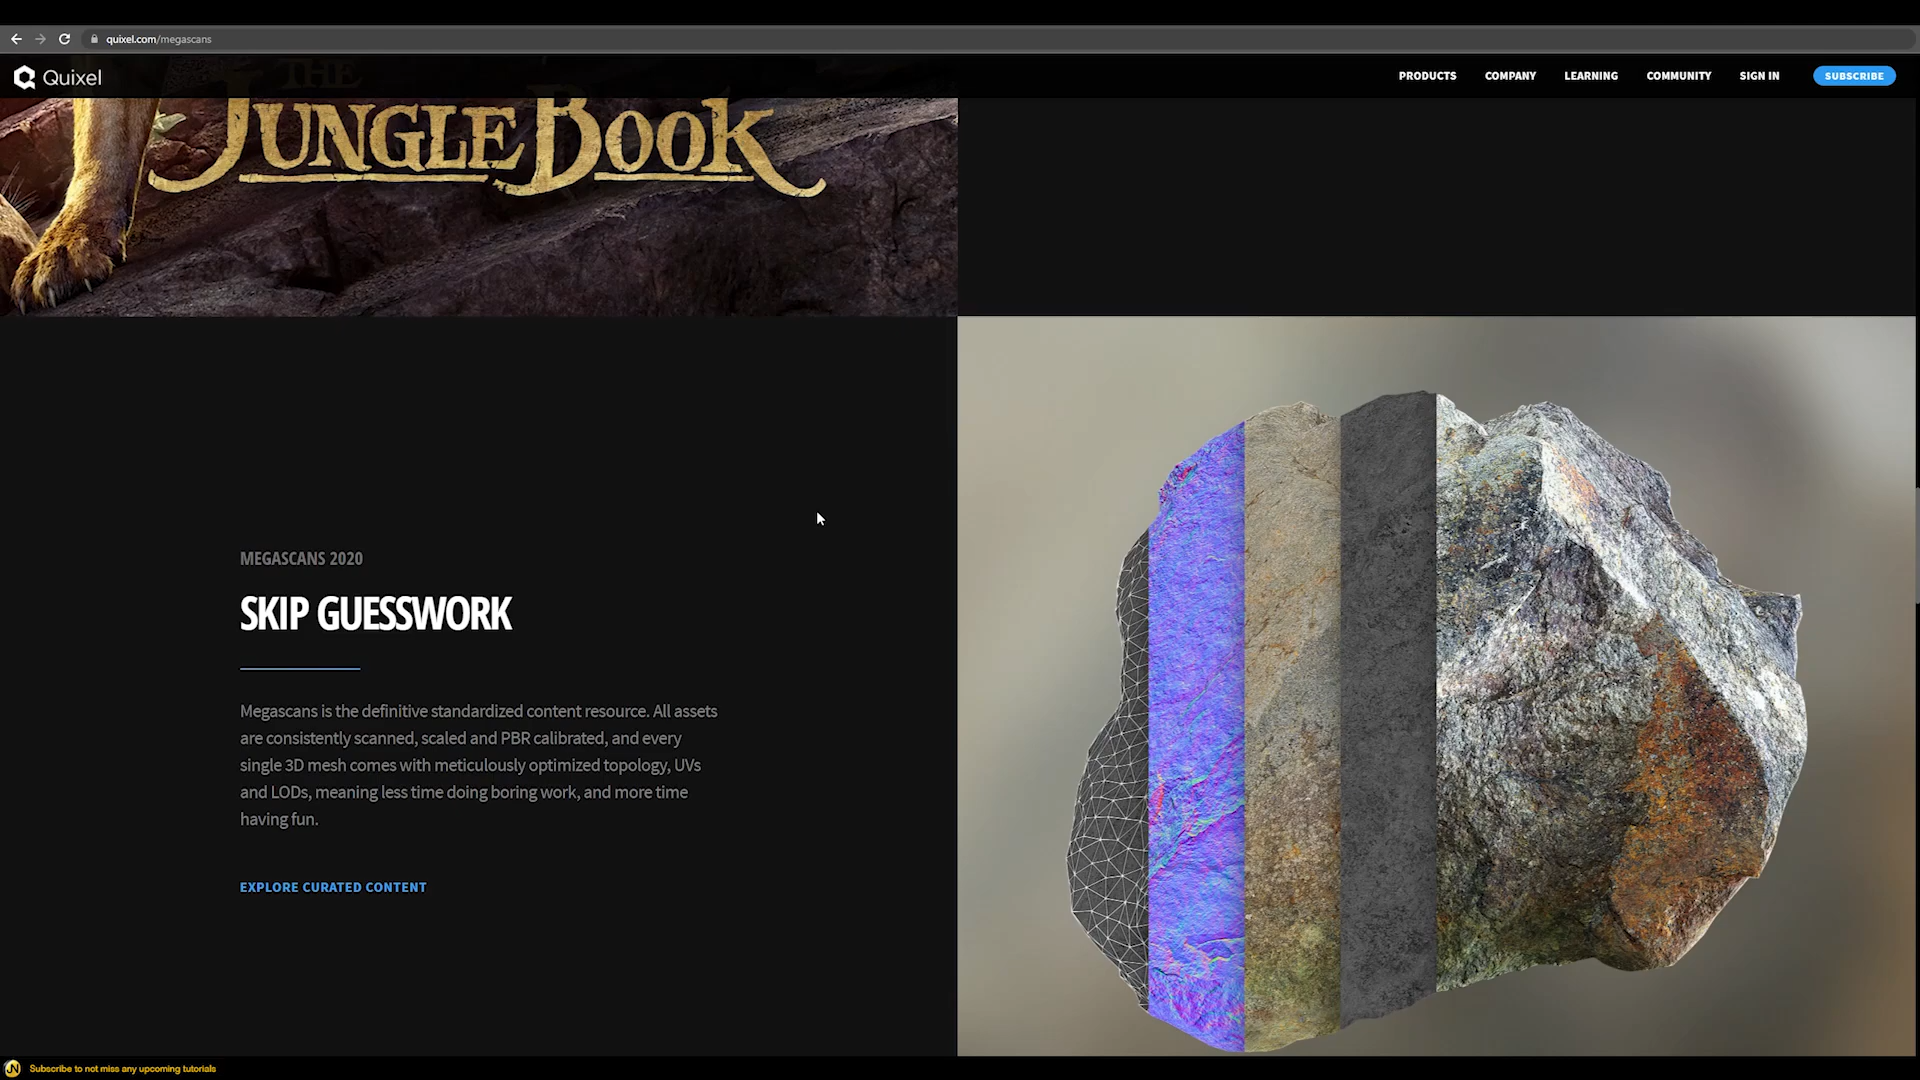 quixel.com/megascans
Quixel
PRODUCTS
COMPANY
LEARNING
COMMUNITY
SIGN IN
SUBSCRIBE
THE
JUNGLE BOOK
MEGASCANS 2020
SKIP GUESSWORK
Megascans is the definitive standardized content resource. All assets
are consistently scanned, scaled and PBR calibrated, and every
single 3D mesh comes with meticulously optimized topology, UVs
and LODs, meaning less time doing boring work, and more time
having fun.
EXPLORE CURATED CONTENT
JN
Subscribe to not miss any upcoming tutorials